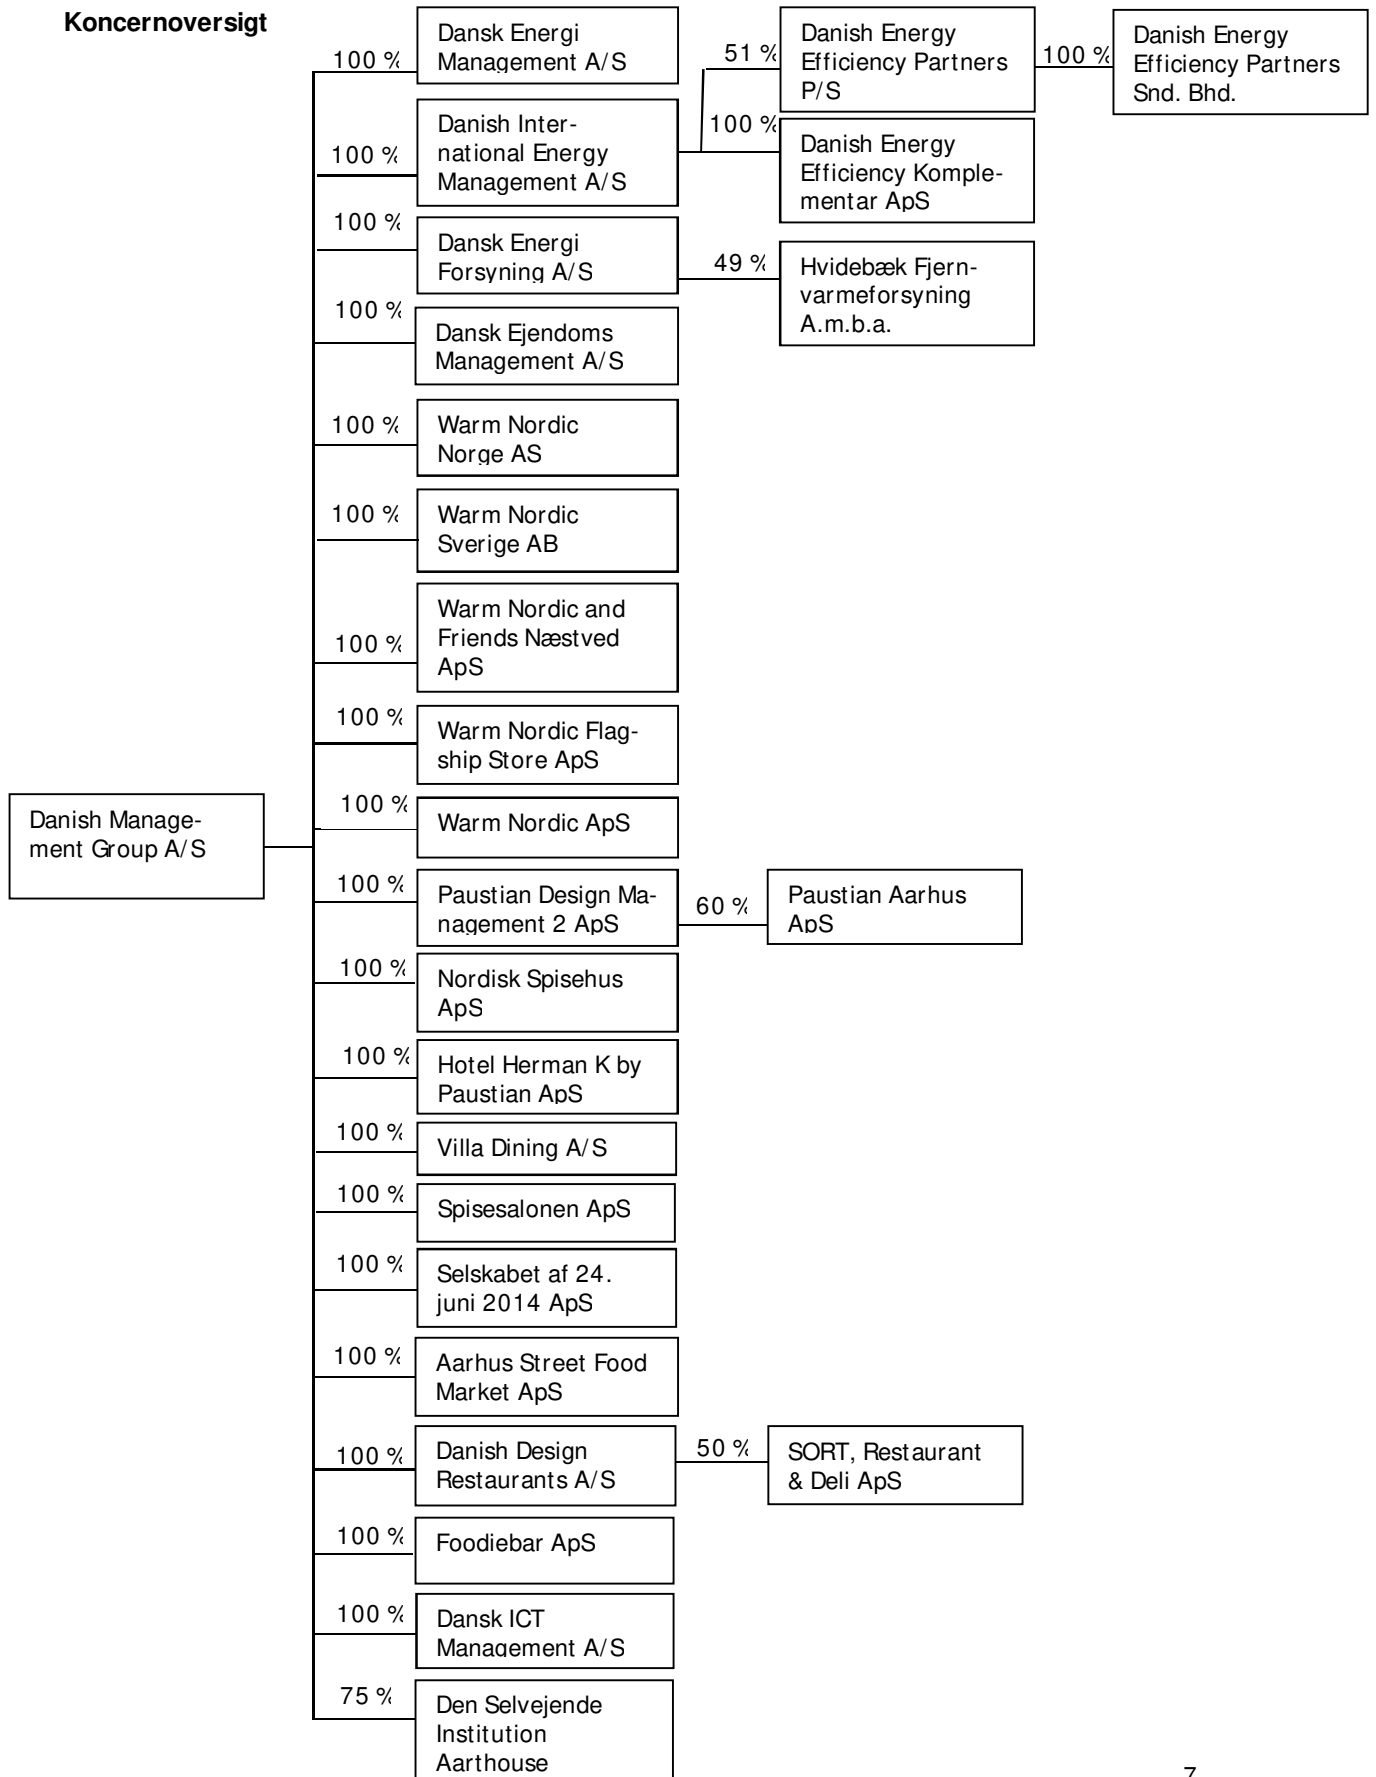 Koncernoversigt
100 %
Dansk Energi
Management A/S
51 %
Danish Energy
Efficiency Partners
P/S
100 %
Danish Energy
Efficiency Partners
Snd. Bhd.
100 %
Danish Inter-
national Energy
Management A/S
100 %
Danish Energy
Efficiency Komple-
mentar ApS
100 %
Dansk Energi
Forsyning A/S
49 %
Hvidebæk Fjern-
varmeforsyning
A.m.b.a.
100 %
Dansk Ejendoms
Management A/S
100 %
Warm Nordic
Norge AS
100 %
Warm Nordic
Sverige AB
100 %
Warm Nordic and
Friends Næstved
ApS
100 %
Warm Nordic Flag-
ship Store ApS
Danish Manage-
ment Group A/S
100 %
Warm Nordic ApS
100 %
Paustian Design Ma-
nagement 2 ApS
60 %
Paustian Aarhus
ApS
100 %
Nordisk Spisehus
ApS
100 %
Hotel Herman K by
Paustian ApS
100 %
Villa Dining A/S
100 %
Spisesalonen ApS
100 %
Selskabet af 24.
juni 2014 ApS
100 %
Aarhus Street Food
Market ApS
100 %
Danish Design
Restaurants A/S
50 %
SORT, Restaurant
& Deli ApS
100 %
Foodiebar ApS
100 %
Dansk ICT
Management A/S
75 %
Den Selvejende
Institution
Aarthouse
7